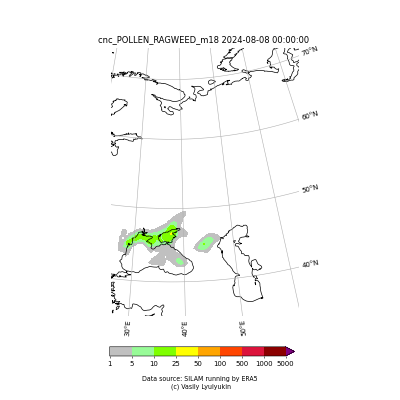 cnc_POLLEN_RAGWEED_m18 2024-08-08 00:00:00
70°N
60°N
50°N
40°N
30°E 40°E 50°E
1 5 10 25 50 100 500 1000 5000
Data source: SILAM running by ERA5
(c) Vasily Lyulyukin